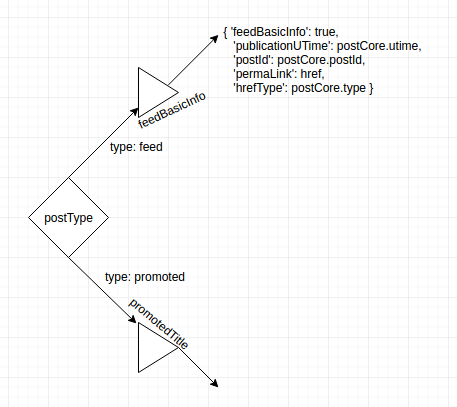 { 'feedBasicInfo': true,
'publicationUTime': postCore.utime,
'postId': postCore.postId,
'permaLink': href,
'hrefType': postCore.type }
feedBasicInfo
type: feed
postType
type: promoted
promotedTitle